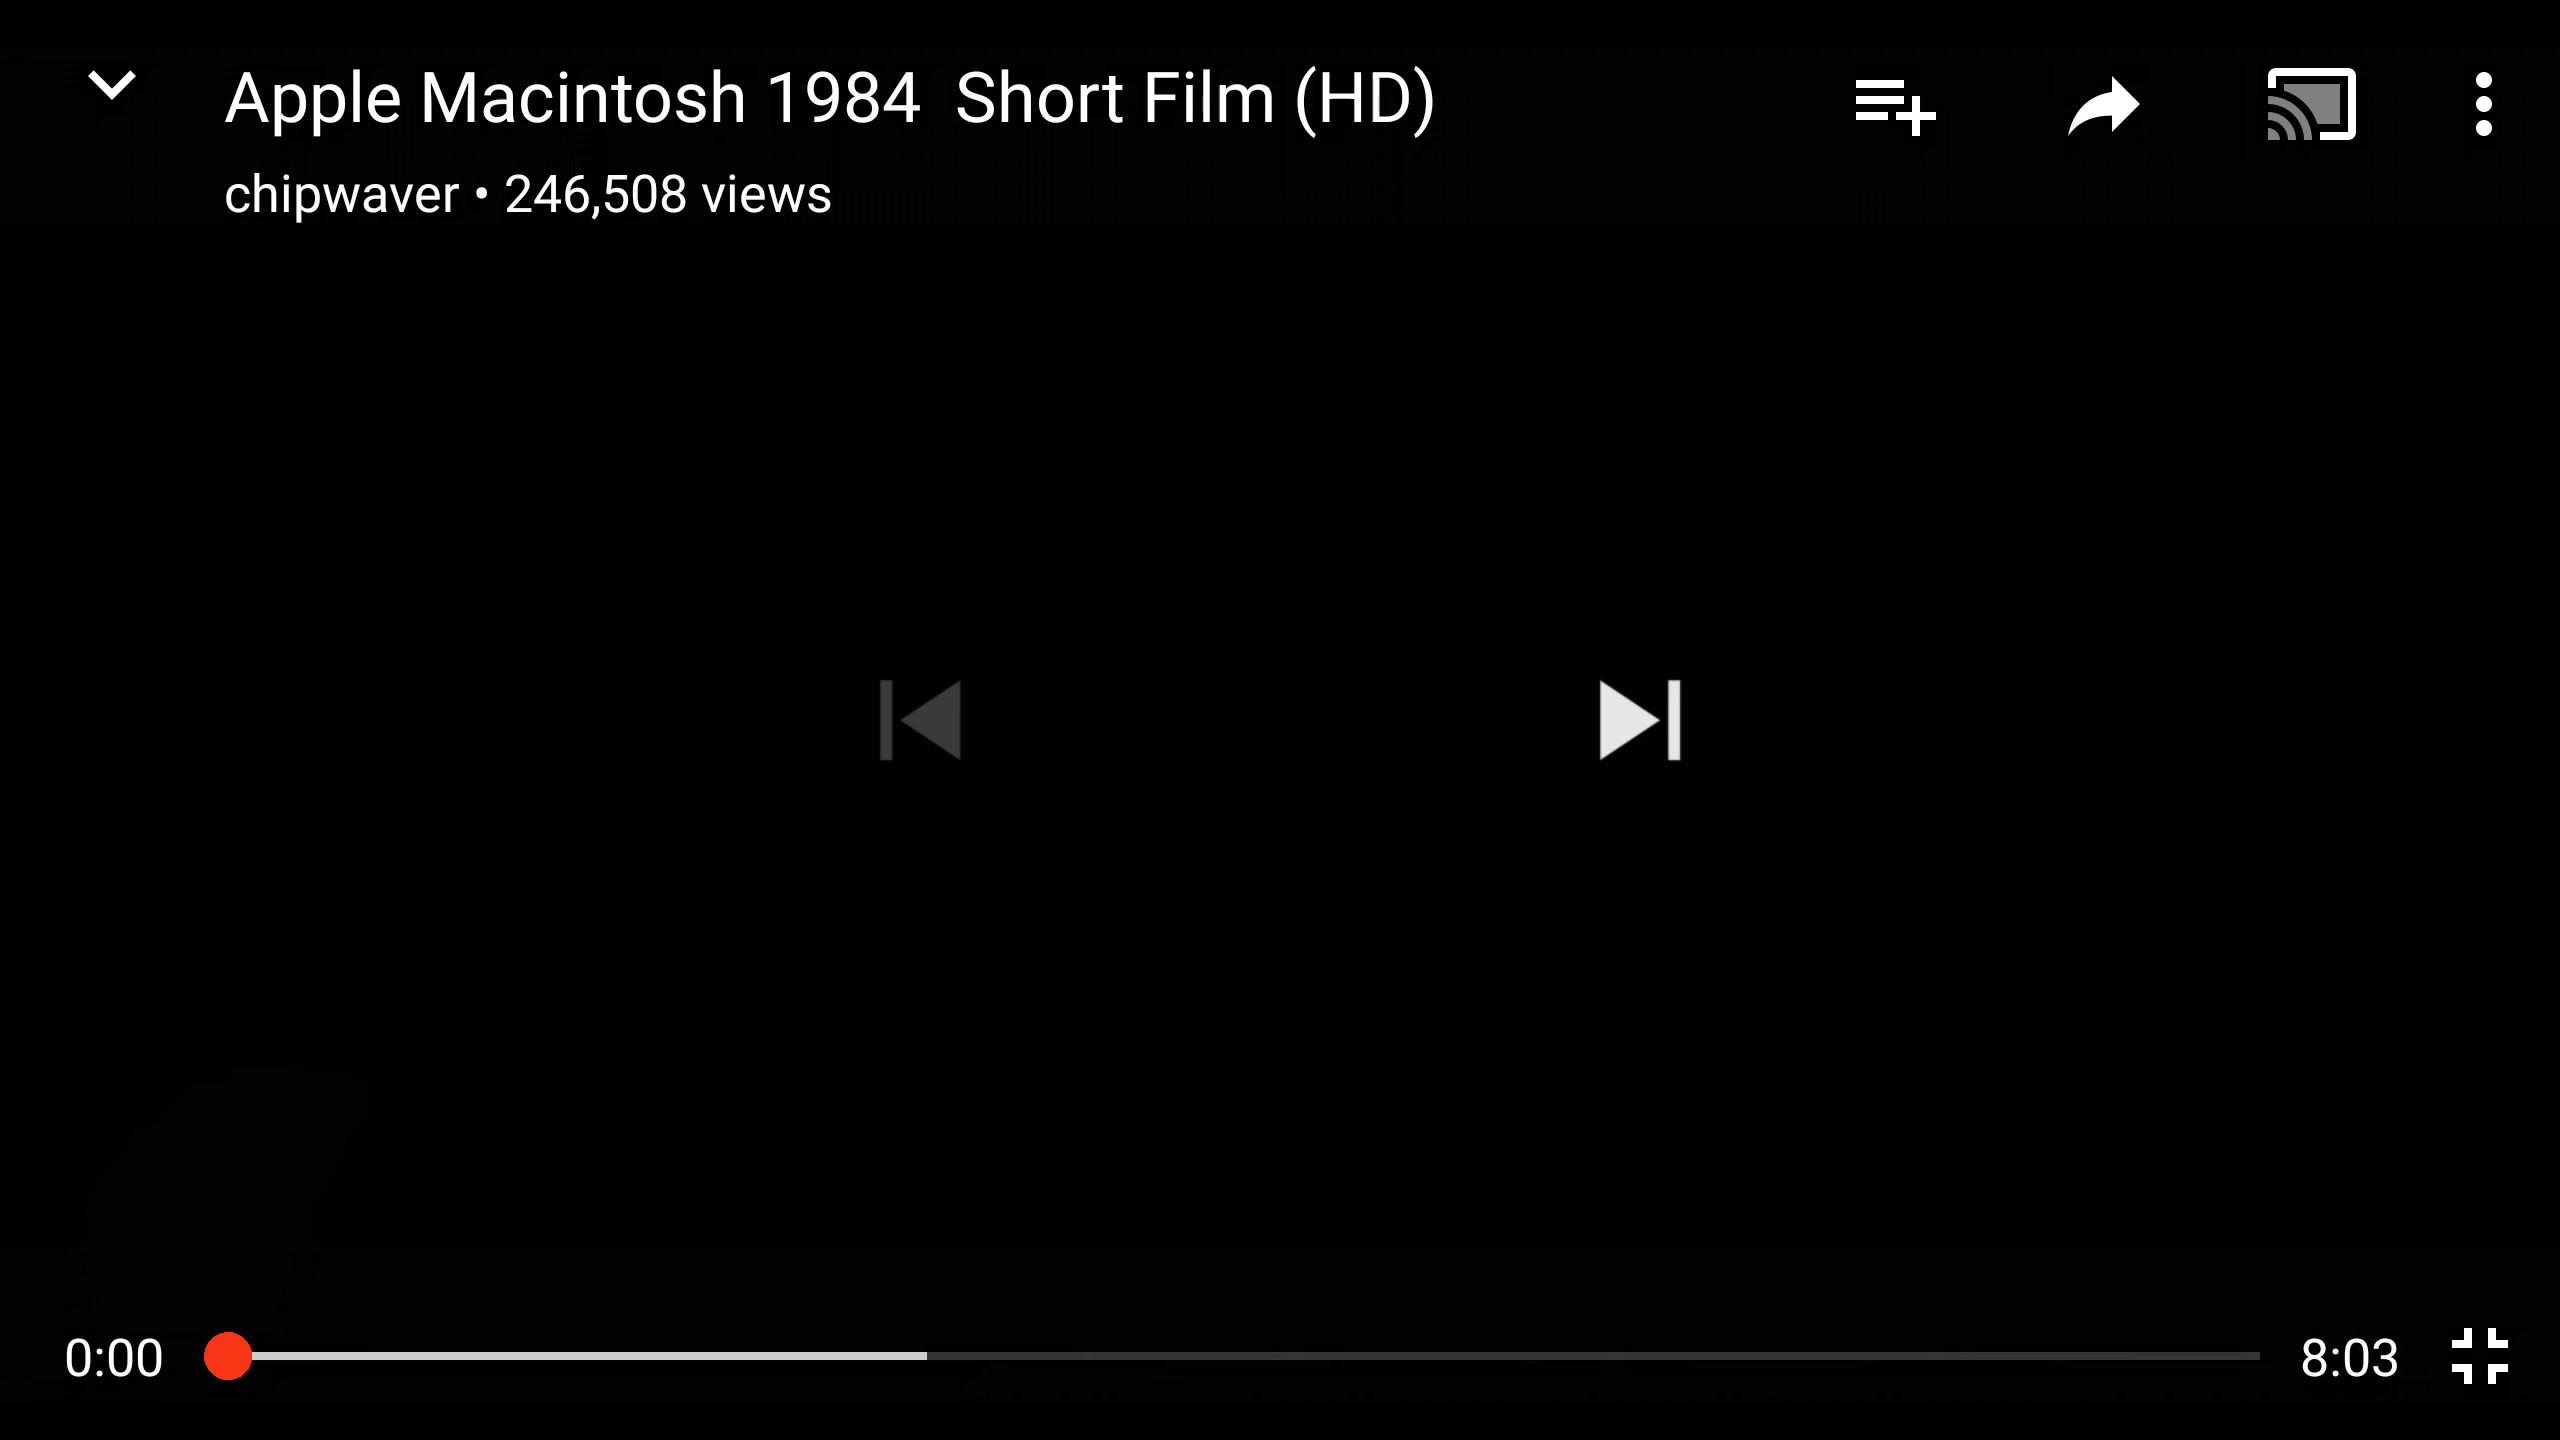 Apple Macintosh 1984  Short Film (HD)
chipwaver • 246,508 views
0:00
8:03